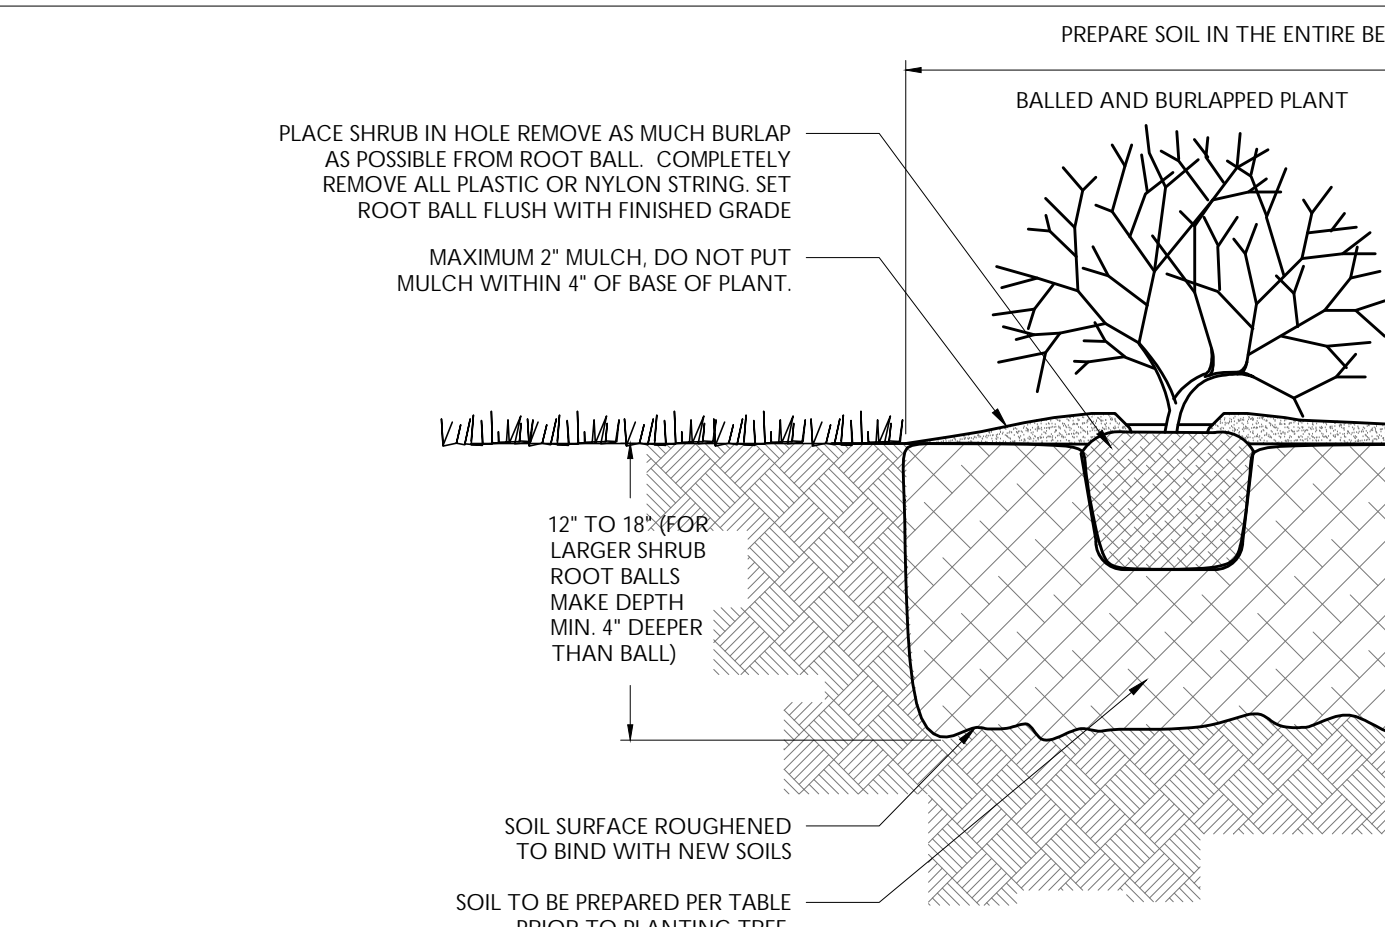 PREPARE SOIL IN THE ENTIRE BE
BALLED AND BURLAPPED PLANT
PLACE SHRUB IN HOLE REMOVE AS MUCH BURLAP
AS POSSIBLE FROM ROOT BALL. COMPLETELY
REMOVE ALL PLASTIC OR NYLON STRING. SET
ROOT BALL FLUSH WITH FINISHED GRADE
MAXIMUM 2" MULCH, DO NOT PUT
MULCH WITHIN 4" OF BASE OF PLANT.
12" TO 18" (FOR
LARGER SHRUB
ROOT BALLS
MAKE DEPTH
MIN. 4" DEEPER
THAN BALL)
SOIL SURFACE ROUGHENED
TO BIND WITH NEW SOILS
SOIL TO BE PREPARED PER TABLE
PRIOR TO PLANTING TREE.